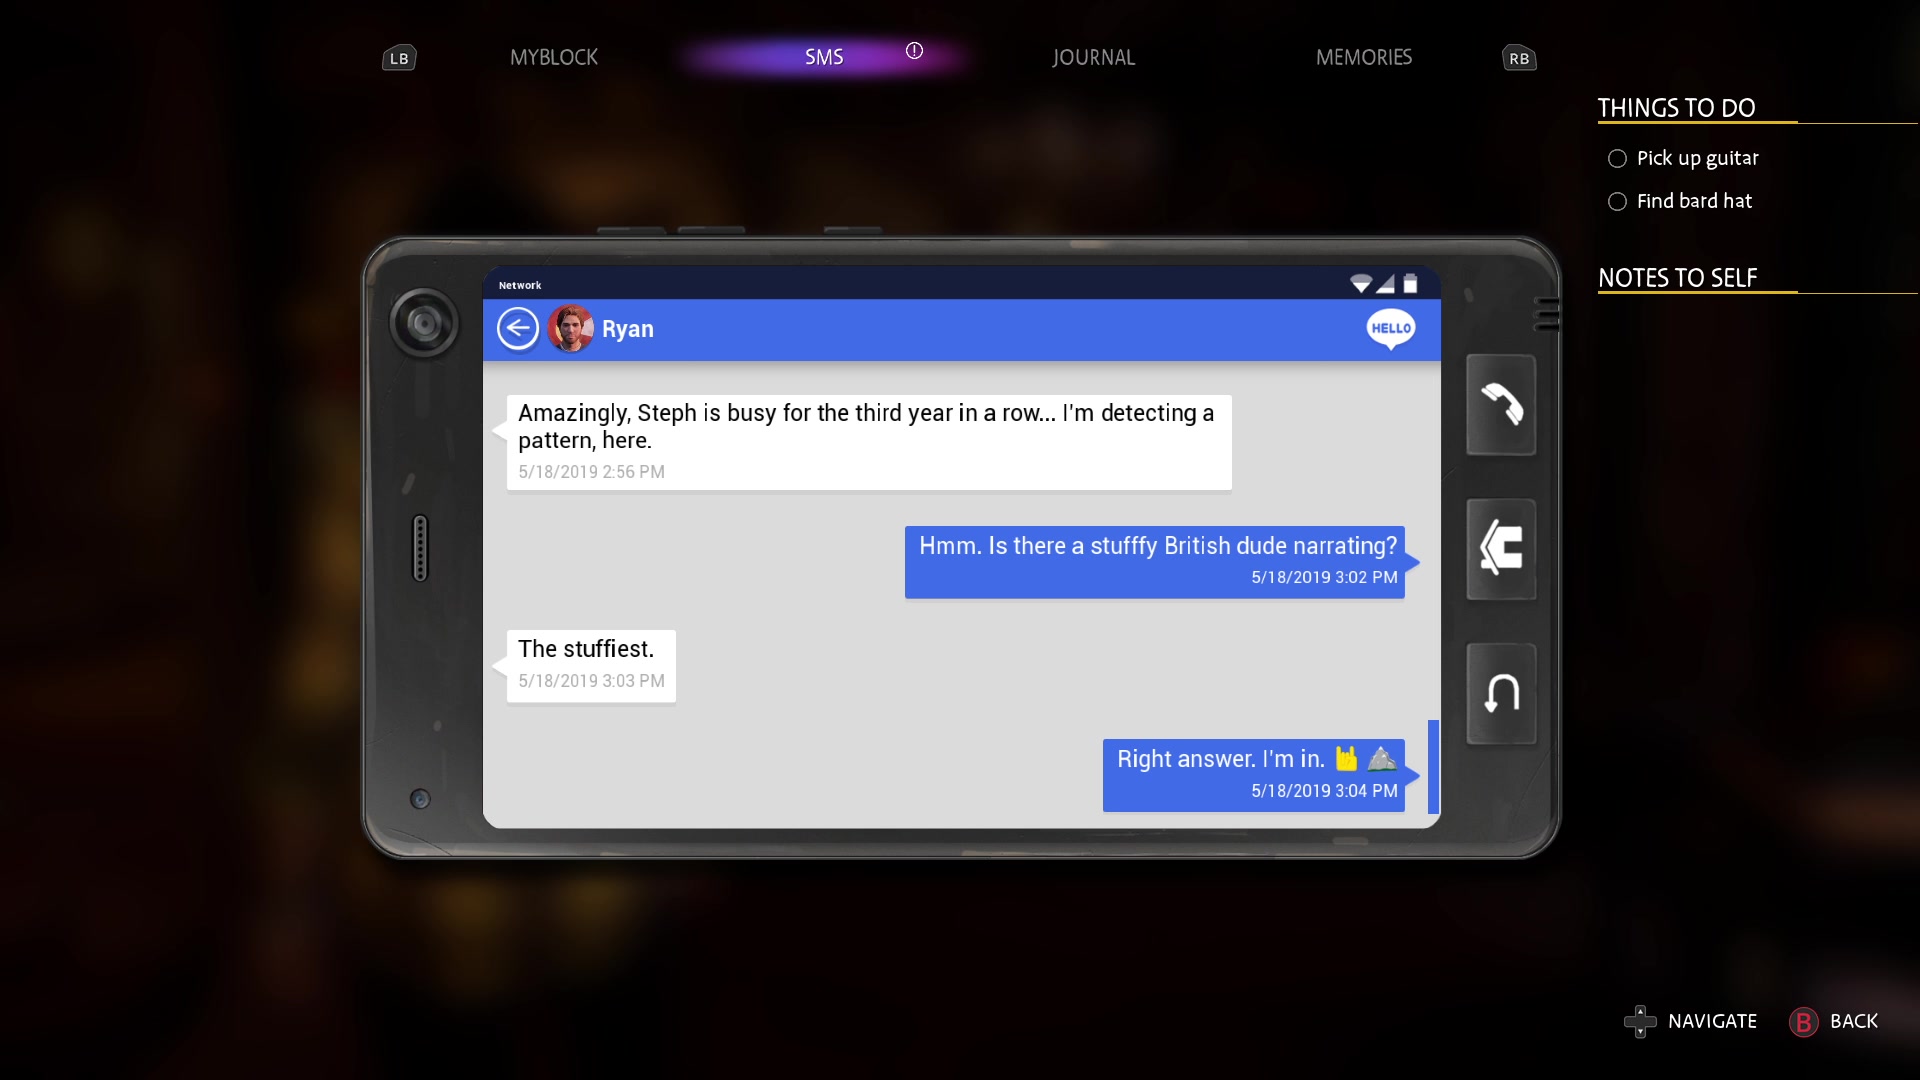 LB
MYBLOCK
SMS
JOURNAL
MEMORIES
RB
THINGS TO DO
Pick up guitar
Find bard hat
NOTES TO SELF
Network
Ryan
HELLO
Amazingly, Steph is busy for the third year in a row... I'm detecting a
pattern, here.
5/18/2019 2:56 PM
Hmm. Is there a stufffy British dude narrating?
5/18/2019 3:02 PM
The stuffiest.
5/18/2019 3:03 PM
Right answer. I'm in. 🤘 ⛰️
5/18/2019 3:04 PM
NAVIGATE
B BACK